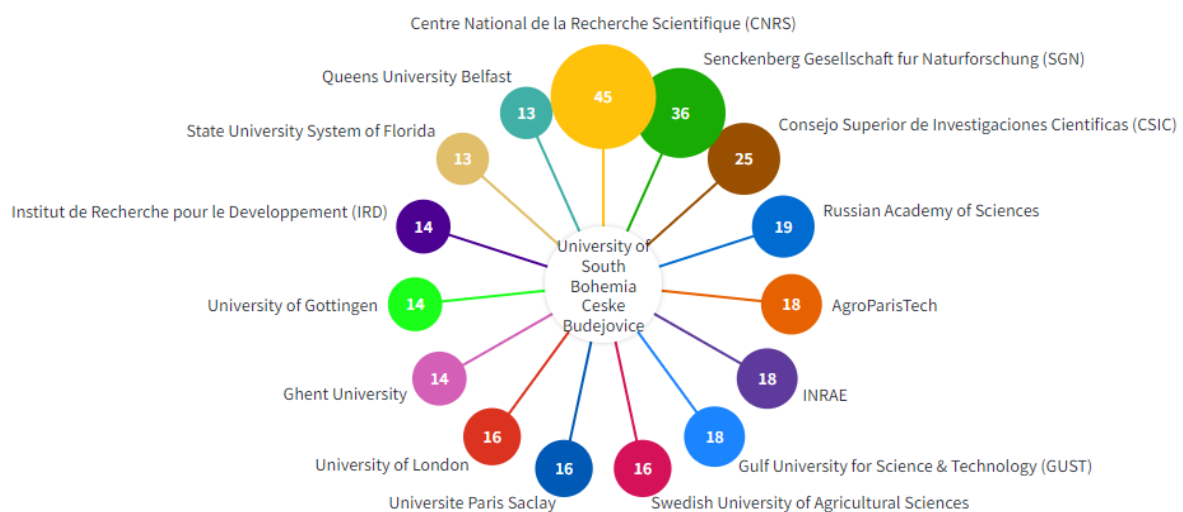 Centre National de la Recherche Scientifique (CNRS)
45
Senckenberg Gesellschaft fur Naturforschung (SGN)
36
Consejo Superior de Investigaciones Cientificas (CSIC)
25
Russian Academy of Sciences
19
AgroParisTech
18
INRAE
18
Gulf University for Science & Technology (GUST)
18
Swedish University of Agricultural Sciences
16
Universite Paris Saclay
16
University of London
16
Ghent University
14
University of Gottingen
14
Institut de Recherche pour le Developpement (IRD)
14
State University System of Florida
13
Queens University Belfast
13
University of
South
Bohemia
Ceske
Budejovice